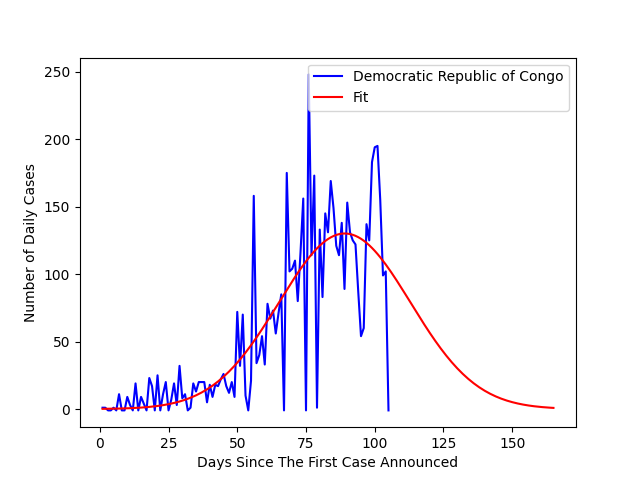 Democratic Republic of Congo
Fit
Number of Daily Cases
250
200
150
100
50
0
0 25 50 75 100 125 150
Days Since The First Case Announced